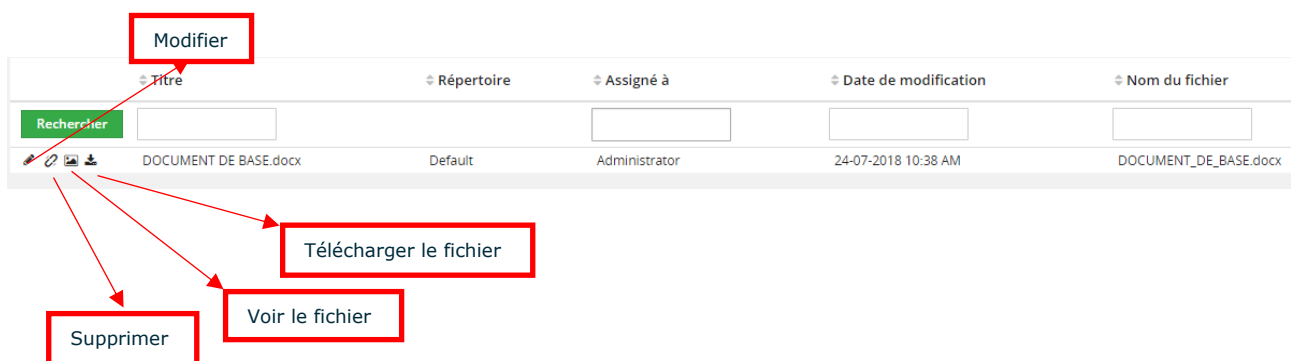 Modifier
Titre Répertoire Assigné à Date de modification Nom du fichier
Rechercher
DOCUMENT DE BASE.docx Default Administrator 24-07-2018 10:38 AM DOCUMENT_DE_BASE.docx
Télécharger le fichier
Voir le fichier
Supprimer